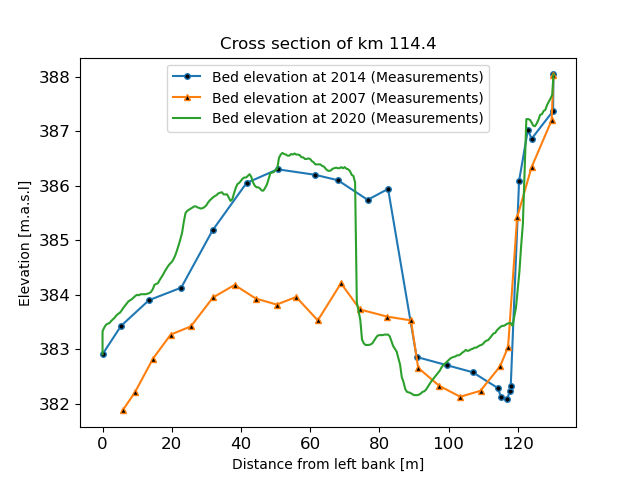 Cross section of km 114.4
Bed elevation at 2014 (Measurements)
Bed elevation at 2007 (Measurements)
Bed elevation at 2020 (Measurements)
Elevation [m.a.s.l]
388
387
386
385
384
383
382
0 20 40 60 80 100 120
Distance from left bank [m]